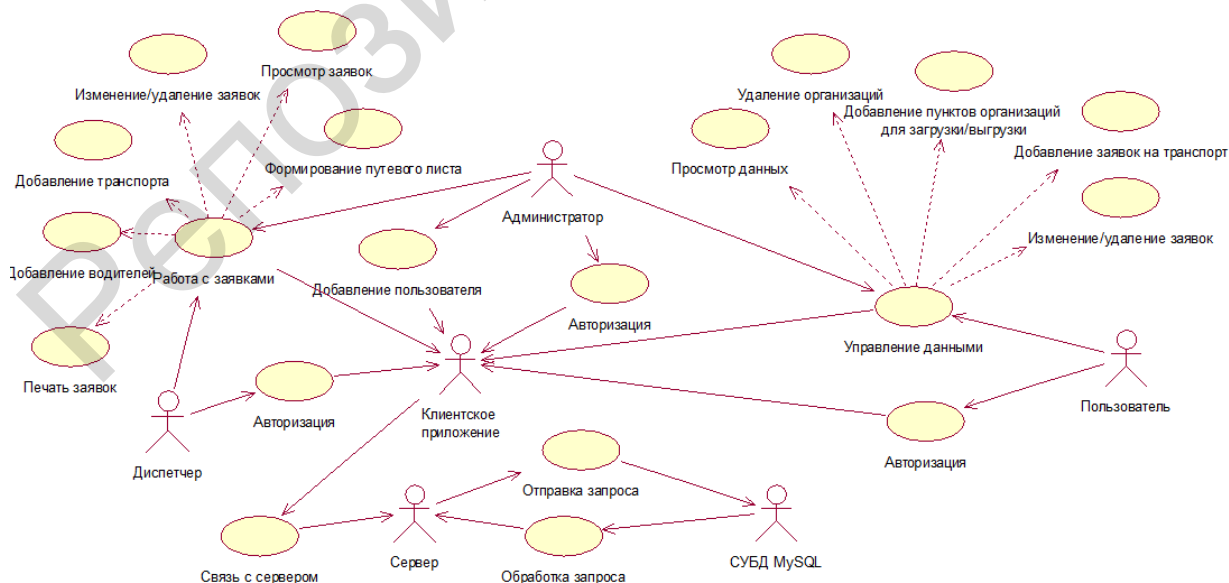 Просмотр заявок
Изменение/удаление заявок
Удаление организаций
Добавление пунктов организаций
для загрузки/выгрузки
Добавление заявок на транспорт
Просмотр данных
Формирование путевого листа
Добавление транспорта
Администратор
Изменение/удаление заявок
Добавление водителей
Работа с заявками
Добавление пользователя
Авторизация
Управление данными
Печать заявок
Авторизация
Клиентское
приложение
Пользователь
Диспетчер
Авторизация
Отправка запроса
Связь с сервером
Сервер
Обработка запроса
СУБД MySQL
Репози